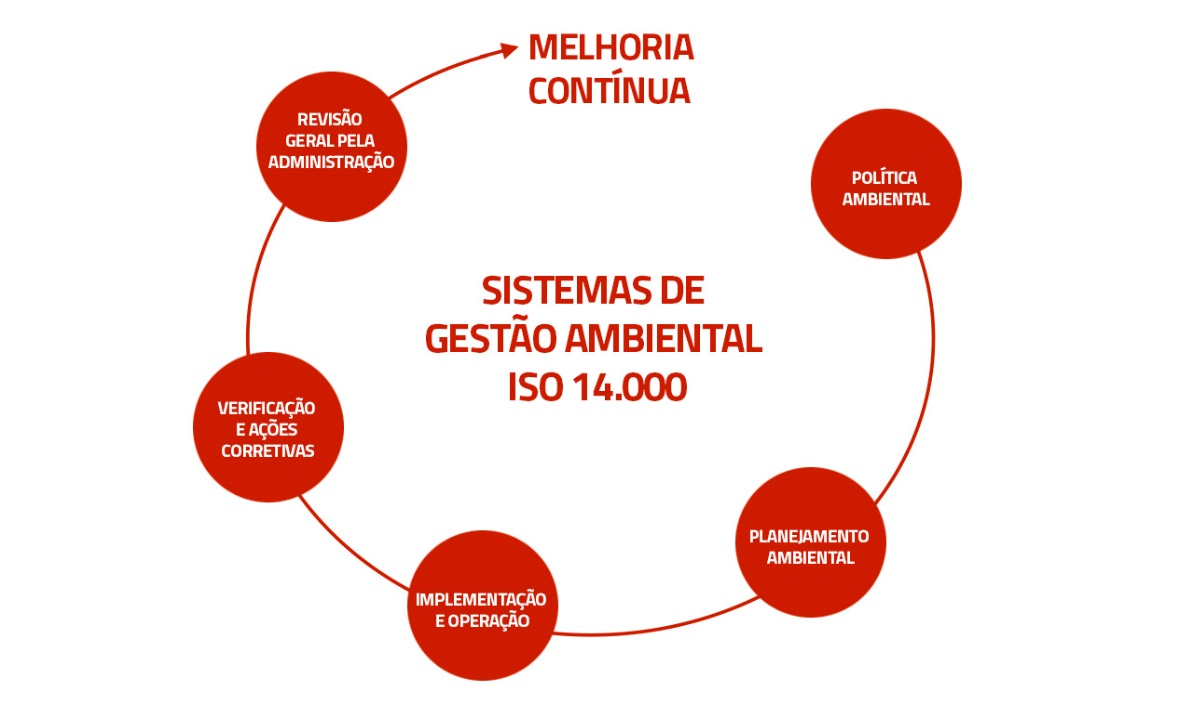 MELHORIA
CONTÍNUA
POLÍTICA
AMBIENTAL
PLANEJAMENTO
AMBIENTAL
IMPLEMENTAÇÃO
E OPERAÇÃO
VERIFICAÇÃO
E AÇÕES
CORRETIVAS
REVISÃO
GERAL PELA
ADMINISTRAÇÃO
SISTEMAS DE
GESTÃO AMBIENTAL
ISO 14.000